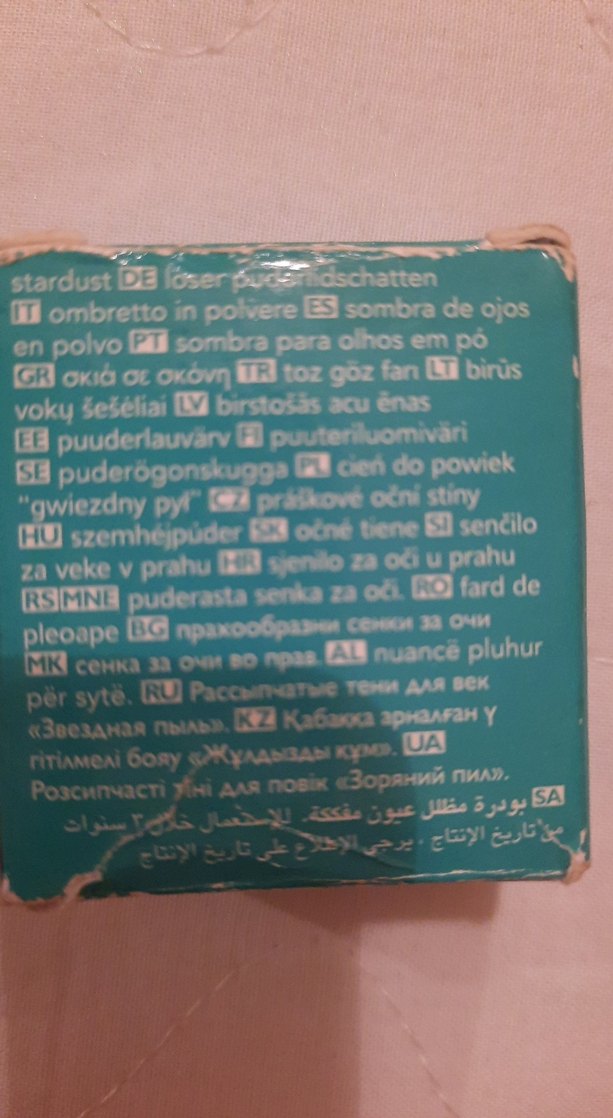 stardust DE loser puderlidschatten
IT ombretto in polvere ES sombra de ojos
en polvo PT sombra para olhos em pó
GR σκιά σε σκόνη TR toz göz farı LT birūs
vokų šešėliai LV birstošās acu ēnas
EE puuderlauvärv FI puuteriluomiväri
SE puderögonskugga PL cień do powiek
"gwiezdny pył" CZ práškové oční stíny
HU szemhéjpúder SK očné tiene SI senčilo
za veke v prahu HR sjenilo za oči u prahu
RS MNE puderasta senka za oči. RO fard de
pleoape BG прахообразни сенки за очи
MK сенка за очи во прав. AL nuancë pluhur
për sytë. RU Рассыпчатые тени для век
«Звездная пыль». KZ Қабаққа арналған ү
гітілмелі бояу «Жұлдызды құм». UA
Розсипчасті тіні для повік «Зоряний пил».
SA بودرة مظلل عيون مفككة. للإستعمال خلال ٣ سنوات
من تاريخ الإنتاج . يرجى الإطلاع على تاريخ الإنتاج